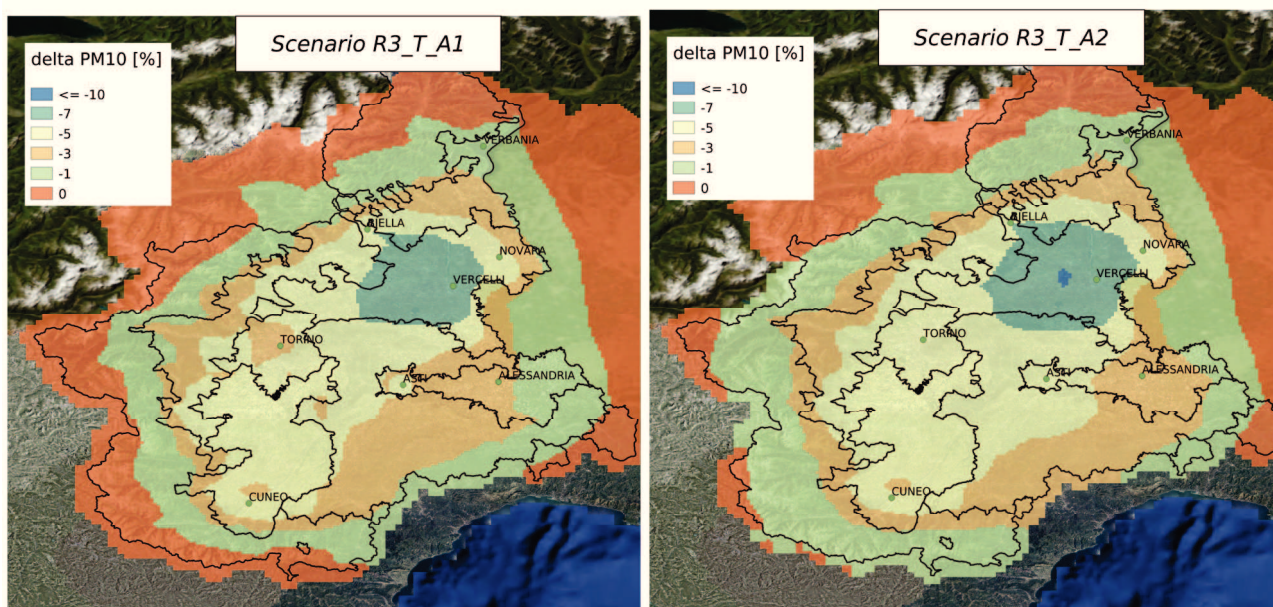 Scenario R3_T_A1
delta PM10 [%]
<= -10
-7
-5
-3
-1
0
VERBANIA
BIELLA
NOVARA
VERCELLI
TORINO
ASTI
ALESSANDRIA
CUNEO
Scenario R3_T_A2
delta PM10 [%]
<= -10
-7
-5
-3
-1
0
VERBANIA
BIELLA
NOVARA
VERCELLI
TORINO
ASTI
ALESSANDRIA
CUNEO